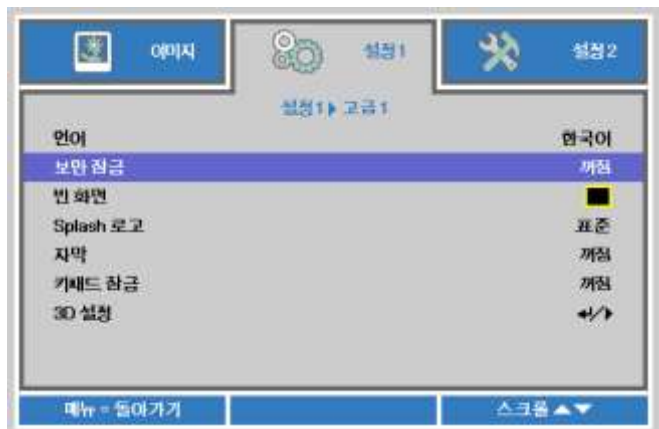 이미지 설정 1 설정 2
설정 1 ▶ 고급 1
언어 한국어
보안 잠금 꺼짐
빈 화면
Splash 로고 표준
자막 꺼짐
키패드 잠금 꺼짐
3D 설정 ↵/▶
메뉴 = 돌아가기 스크롤 ▲▼